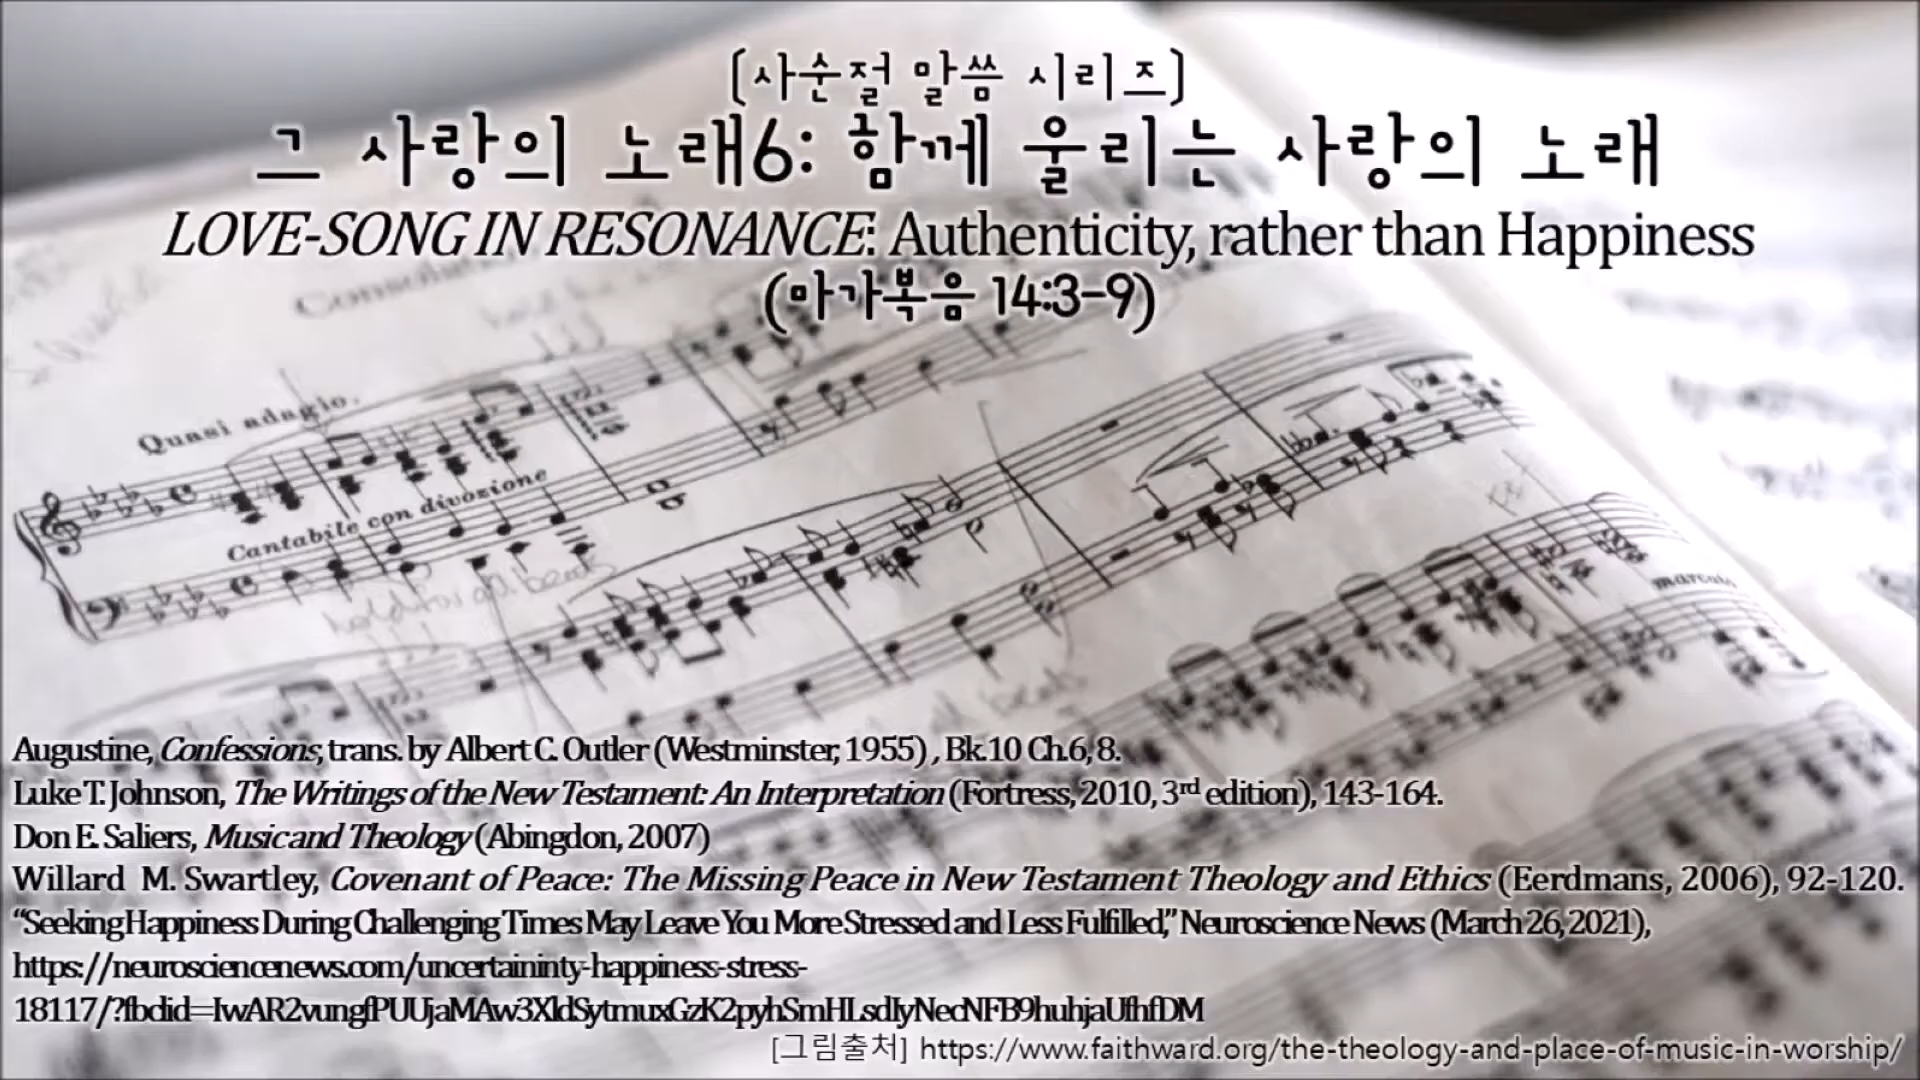 [사순절 말씀 시리즈]
그 사랑의 노래6: 함께 울리는 사랑의 노래
LOVE-SONG IN RESONANCE: Authenticity, rather than Happiness
(마가복음 14:3-9)
Quasi adagio.
Cantabile con divozione
hold for all beats
marcato
Augustine, Confessions, trans. by Albert C. Outler (Westminster, 1955) , Bk.10 Ch.6, 8.
Luke T. Johnson, The Writings of the New Testament: An Interpretation (Fortress, 2010, 3rd edition), 143-164.
Don E. Saliers, Music and Theology (Abingdon, 2007)
Willard M. Swartley, Covenant of Peace: The Missing Peace in New Testament Theology and Ethics (Eerdmans, 2006), 92-120.
“Seeking Happiness During Challenging Times May Leave You More Stressed and Less Fulfilled,” Neuroscience News (March 26, 2021),
https://neurosciencenews.com/uncertaininty-happiness-stress-
[그림출처] https://www.faithward.org/the-theology-and-place-of-music-in-worship/